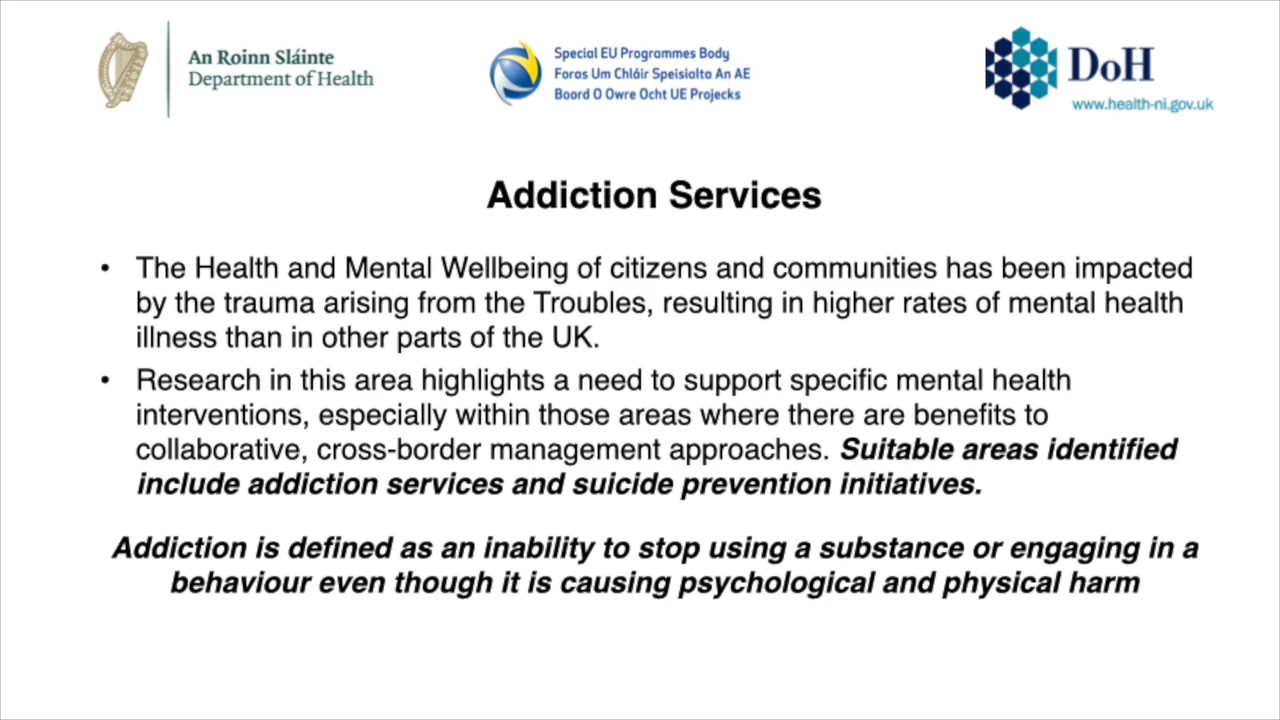 An Roinn Sláinte
Department of Health
Special EU Programmes Body
Foras Um Chláir Speisialta An AE
Boord O Owre Ocht UE Projecks
DoH
www.health-ni.gov.uk
Addiction Services
• The Health and Mental Wellbeing of citizens and communities has been impacted
by the trauma arising from the Troubles, resulting in higher rates of mental health
illness than in other parts of the UK.
• Research in this area highlights a need to support specific mental health
interventions, especially within those areas where there are benefits to
collaborative, cross-border management approaches. Suitable areas identified
include addiction services and suicide prevention initiatives.
Addiction is defined as an inability to stop using a substance or engaging in a
behaviour even though it is causing psychological and physical harm